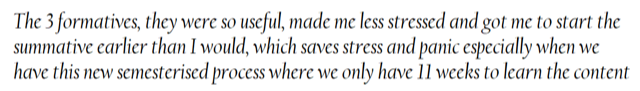 The 3 formatives, they were so useful, made me less stressed and got me to start the
summative earlier than I would, which saves stress and panic especially when we
have this new semesterised process where we only have 11 weeks to learn the content